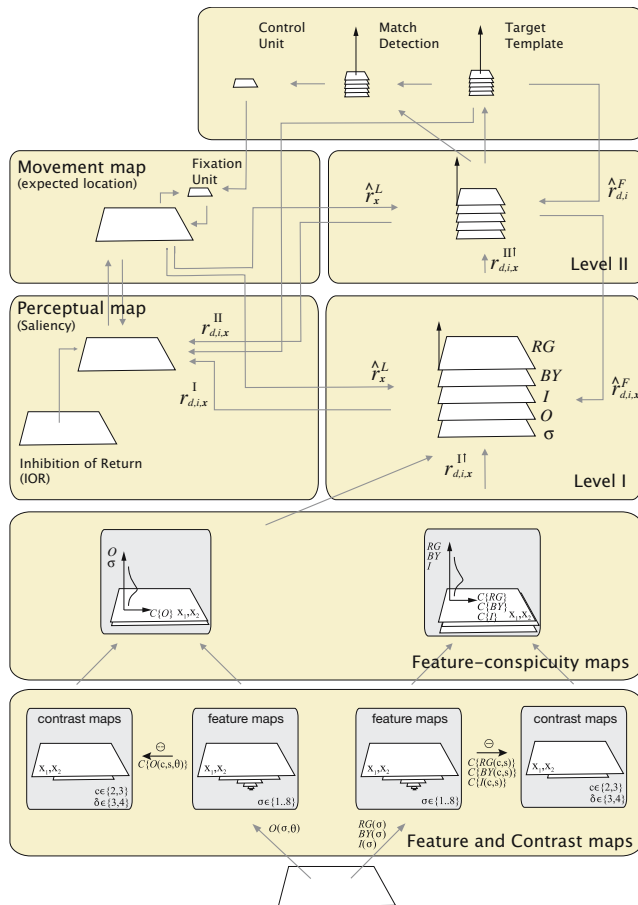 Control
Unit
Match
Detection
Target
Template
Movement map
(expected location)
Fixation
Unit
r̂^L_x
r̂^F_{d,i}
r^{II↑}_{d,i,x}
Level II
Perceptual map
(Saliency)
r^{II}_{d,i,x}
r^{I}_{d,i,x}
Inhibition of Return
(IOR)
r̂^L_x
RG
BY
I
O
σ
r̂^F_{d,i,x}
r^{I↑}_{d,i,x}
Level I
O
σ
C{O} x₁,x₂
RG
BY
I
C{RG}
C{BY}
C{I} x₁,x₂
Feature-conspicuity maps
contrast maps
x₁,x₂
c∈{2,3}
δ∈{3,4}
⊖
C{O(c,s,θ)}
feature maps
x₁,x₂
σ∈{1..8}
feature maps
x₁,x₂
σ∈{1..8}
⊖
C{RG(c,s)}
C{BY(c,s)}
C{I(c,s)}
contrast maps
x₁,x₂
c∈{2,3}
δ∈{3,4}
O(σ,θ)
RG(σ)
BY(σ)
I(σ)
Feature and Contrast maps